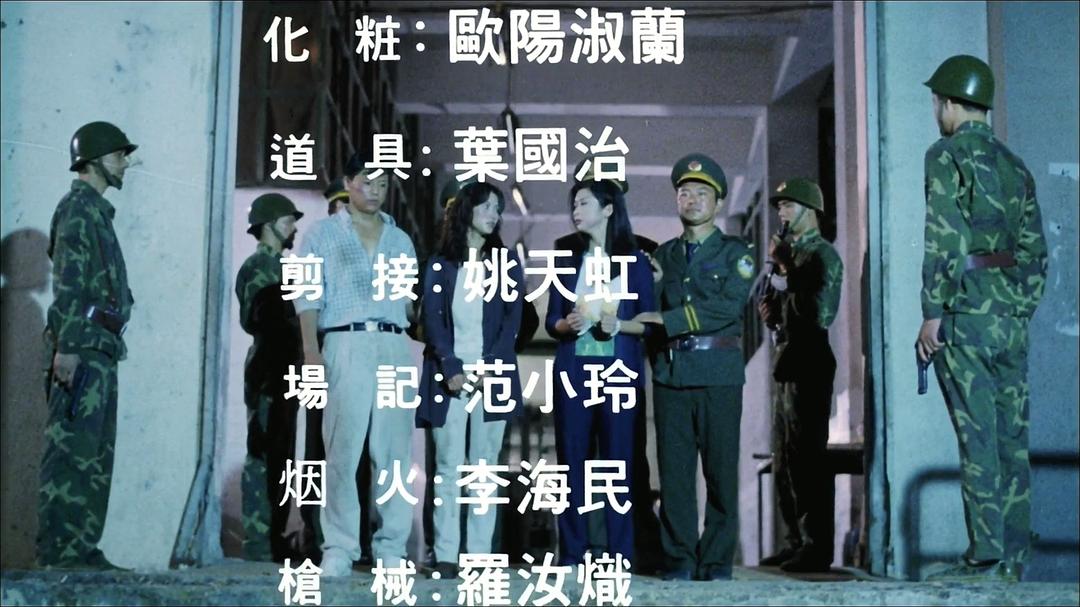 化粧：歐陽淑蘭
道具：葉國治
剪接：姚天虹
場記：范小玲
烟火：李海民
槍械：羅汝熾